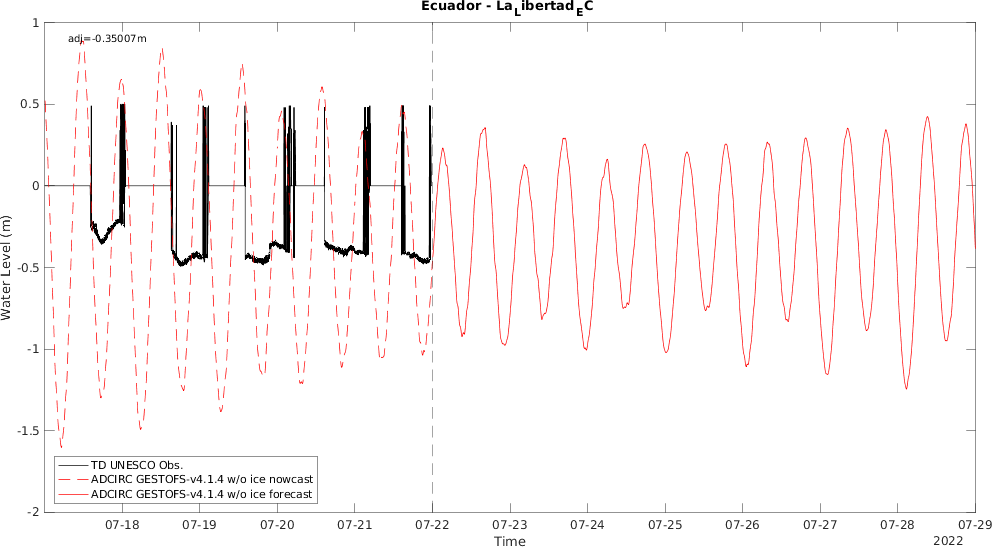 Ecuador - LaLibertadEC
adj=-0.35007m
1
0.5
0
-0.5
-1
-1.5
-2
Water Level (m)
TD UNESCO Obs.
ADCIRC GESTOFS-v4.1.4 w/o ice nowcast
ADCIRC GESTOFS-v4.1.4 w/o ice forecast
07-18 07-19 07-20 07-21 07-22 07-23 07-24 07-25 07-26 07-27 07-28 07-29
Time
2022